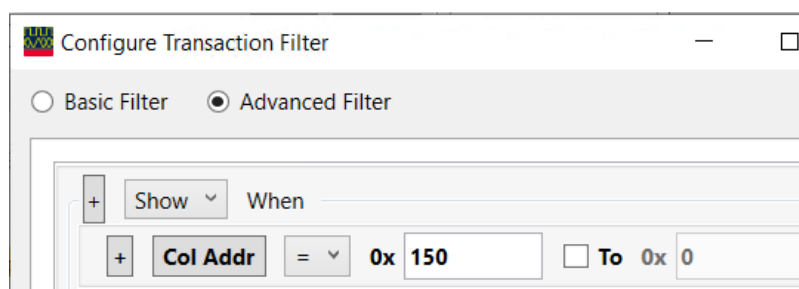 Configure Transaction Filter
Basic Filter Advanced Filter
+ Show When
+ Col Addr = 0x 150 To 0x 0